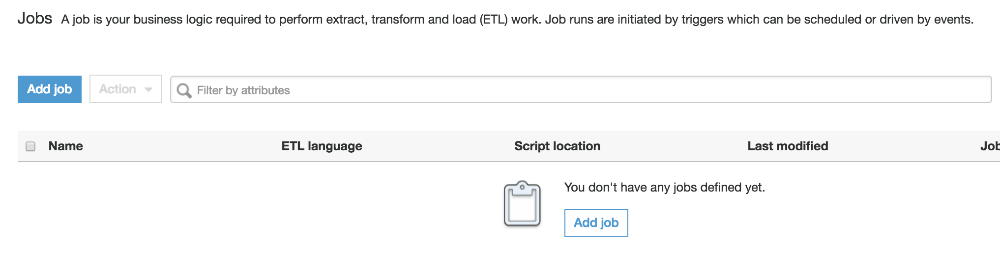 Jobs A job is your business logic required to perform extract, transform and load (ETL) work. Job runs are initiated by triggers which can be scheduled or driven by events.
Add job Action Filter by attributes
Name ETL language Script location Last modified Job
You don't have any jobs defined yet.
Add job